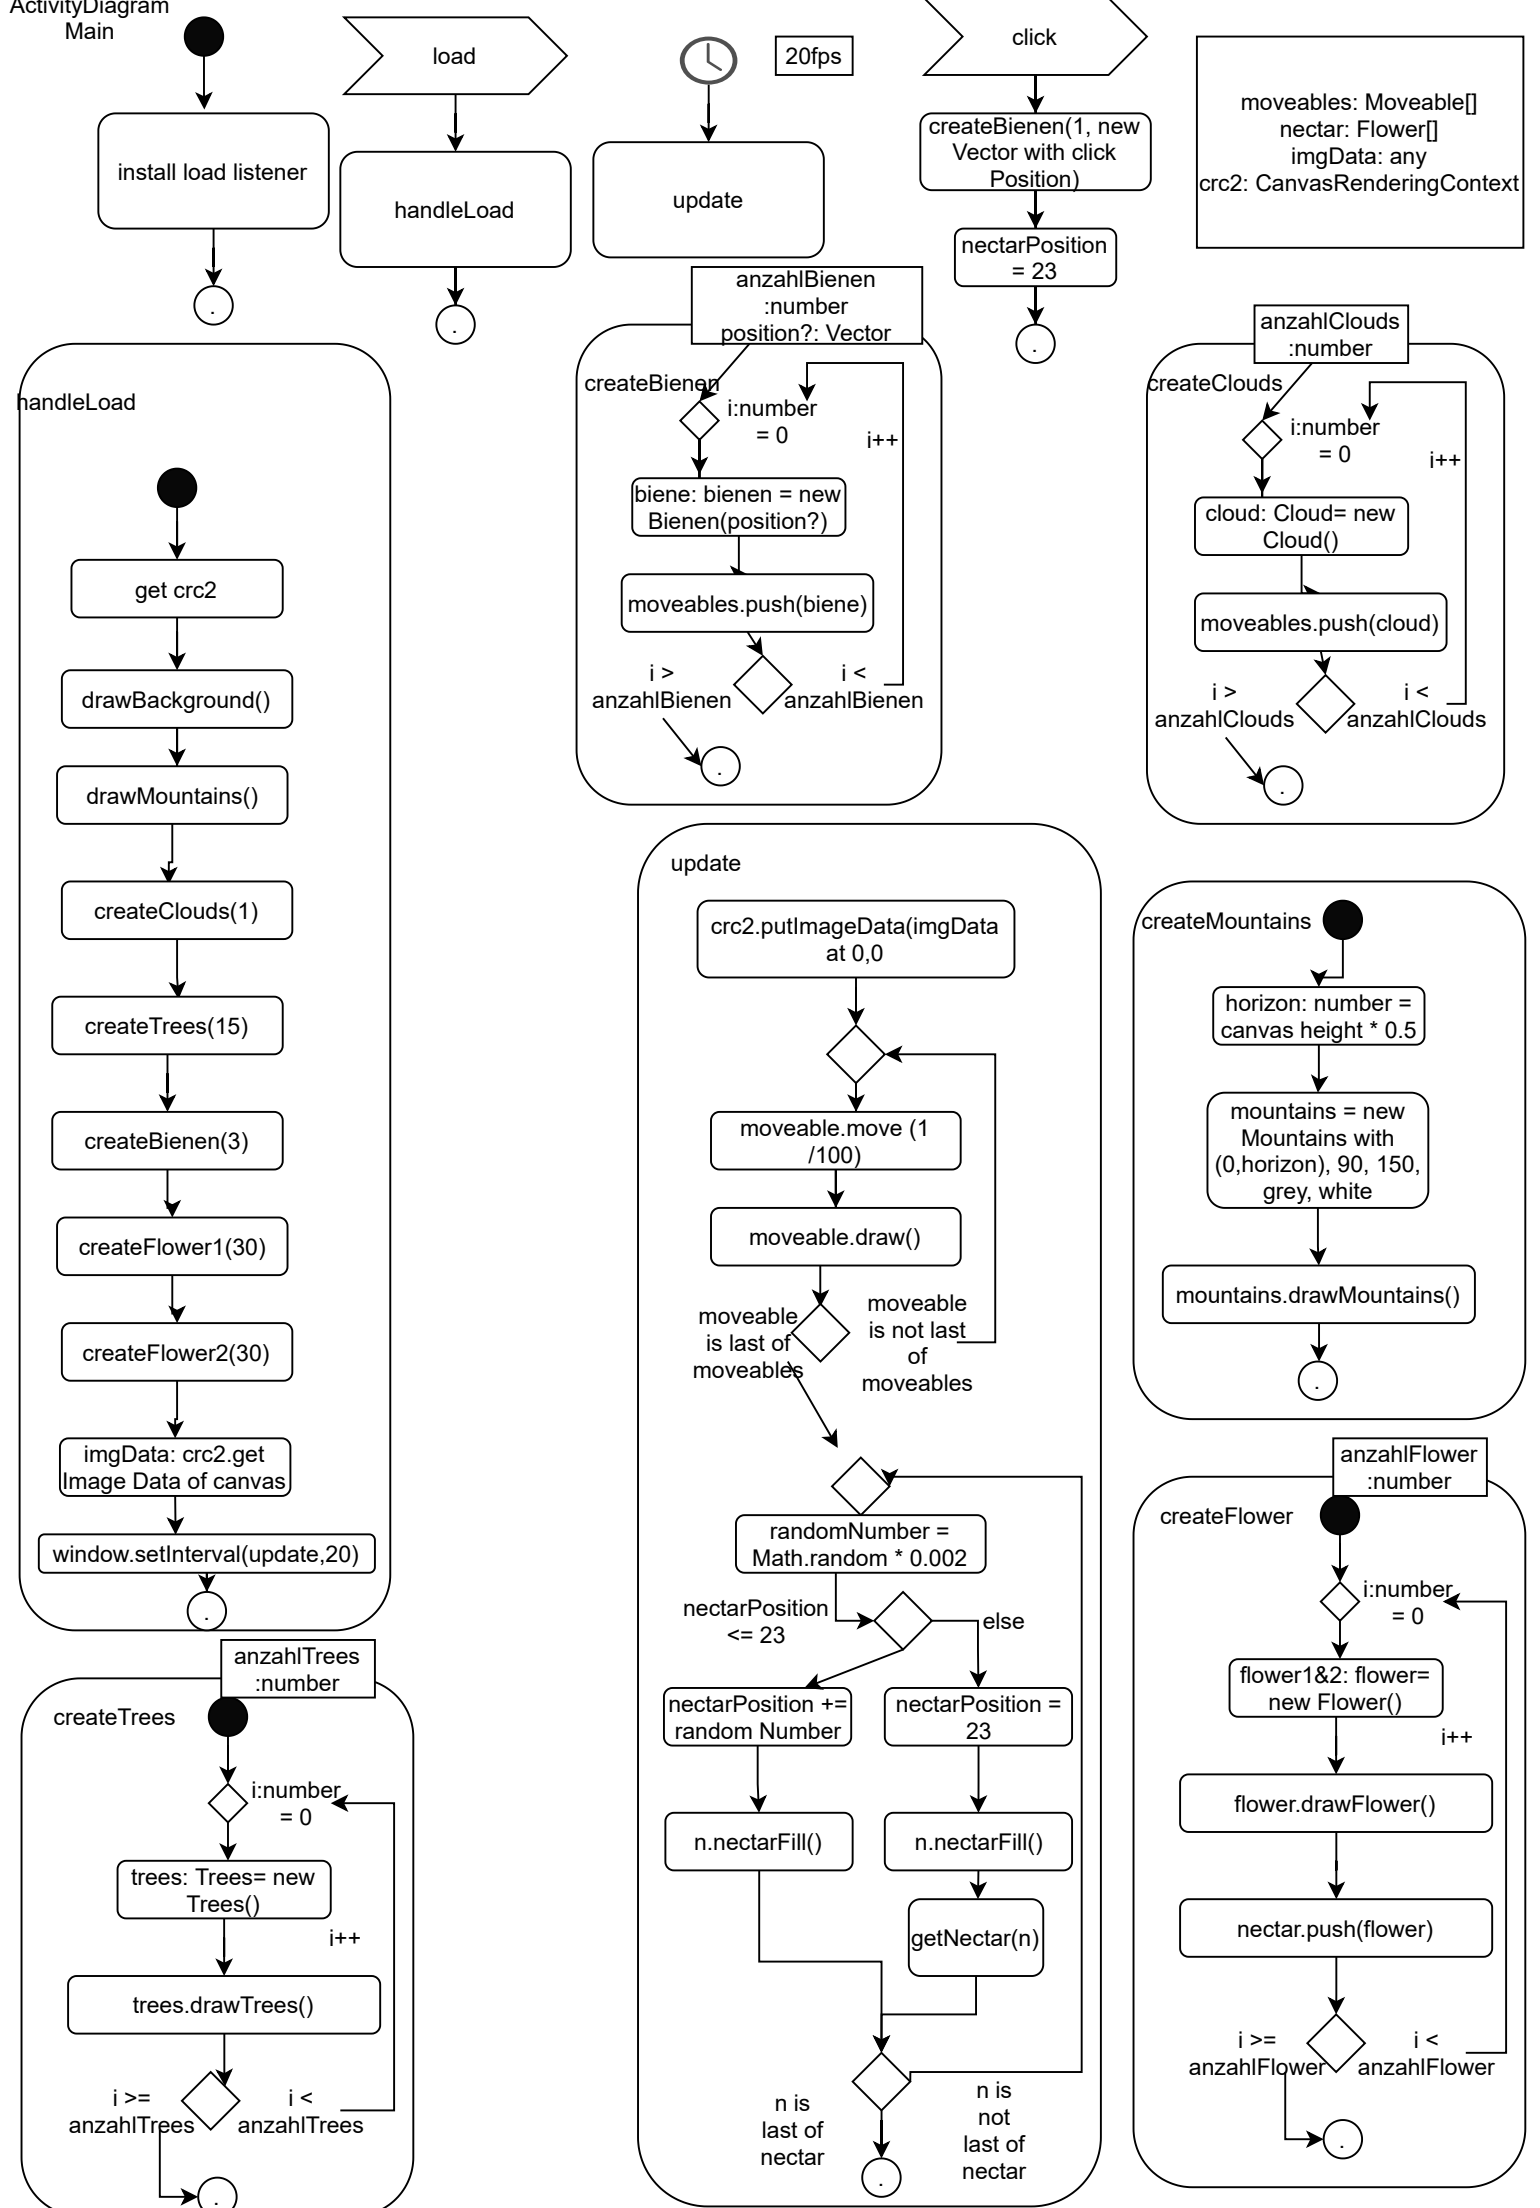 ActivityDiagram
Main
install load listener
.
load
handleLoad
.
20fps
update
click
createBienen(1, new
Vector with click
Position)
nectarPosition
= 23
.
moveables: Moveable[]
nectar: Flower[]
imgData: any
crc2: CanvasRenderingContext
handleLoad
get crc2
drawBackground()
drawMountains()
createClouds(1)
createTrees(15)
createBienen(3)
createFlower1(30)
createFlower2(30)
imgData: crc2.get
Image Data of canvas
window.setInterval(update,20)
.
anzahlBienen
:number
position?: Vector
createBienen
i:number
= 0
i++
biene: bienen = new
Bienen(position?)
moveables.push(biene)
i >
anzahlBienen
i <
anzahlBienen
.
anzahlClouds
:number
createClouds
i:number
= 0
i++
cloud: Cloud= new
Cloud()
moveables.push(cloud)
i >
anzahlClouds
i <
anzahlClouds
.
update
crc2.putImageData(imgData
at 0,0
moveable.move (1
/100)
moveable.draw()
moveable
is last of
moveables
moveable
is not last
of
moveables
randomNumber =
Math.random * 0.002
nectarPosition
<= 23
else
nectarPosition +=
random Number
nectarPosition =
23
n.nectarFill()
n.nectarFill()
getNectar(n)
n is
last of
nectar
n is
not
last of
nectar
.
createMountains
horizon: number =
canvas height * 0.5
mountains = new
Mountains with
(0,horizon), 90, 150,
grey, white
mountains.drawMountains()
.
anzahlFlower
:number
createFlower
i:number
= 0
flower1&2: flower=
new Flower()
i++
flower.drawFlower()
nectar.push(flower)
i >=
anzahlFlower
i <
anzahlFlower
.
anzahlTrees
:number
createTrees
i:number
= 0
trees: Trees= new
Trees()
i++
trees.drawTrees()
i >=
anzahlTrees
i <
anzahlTrees
.